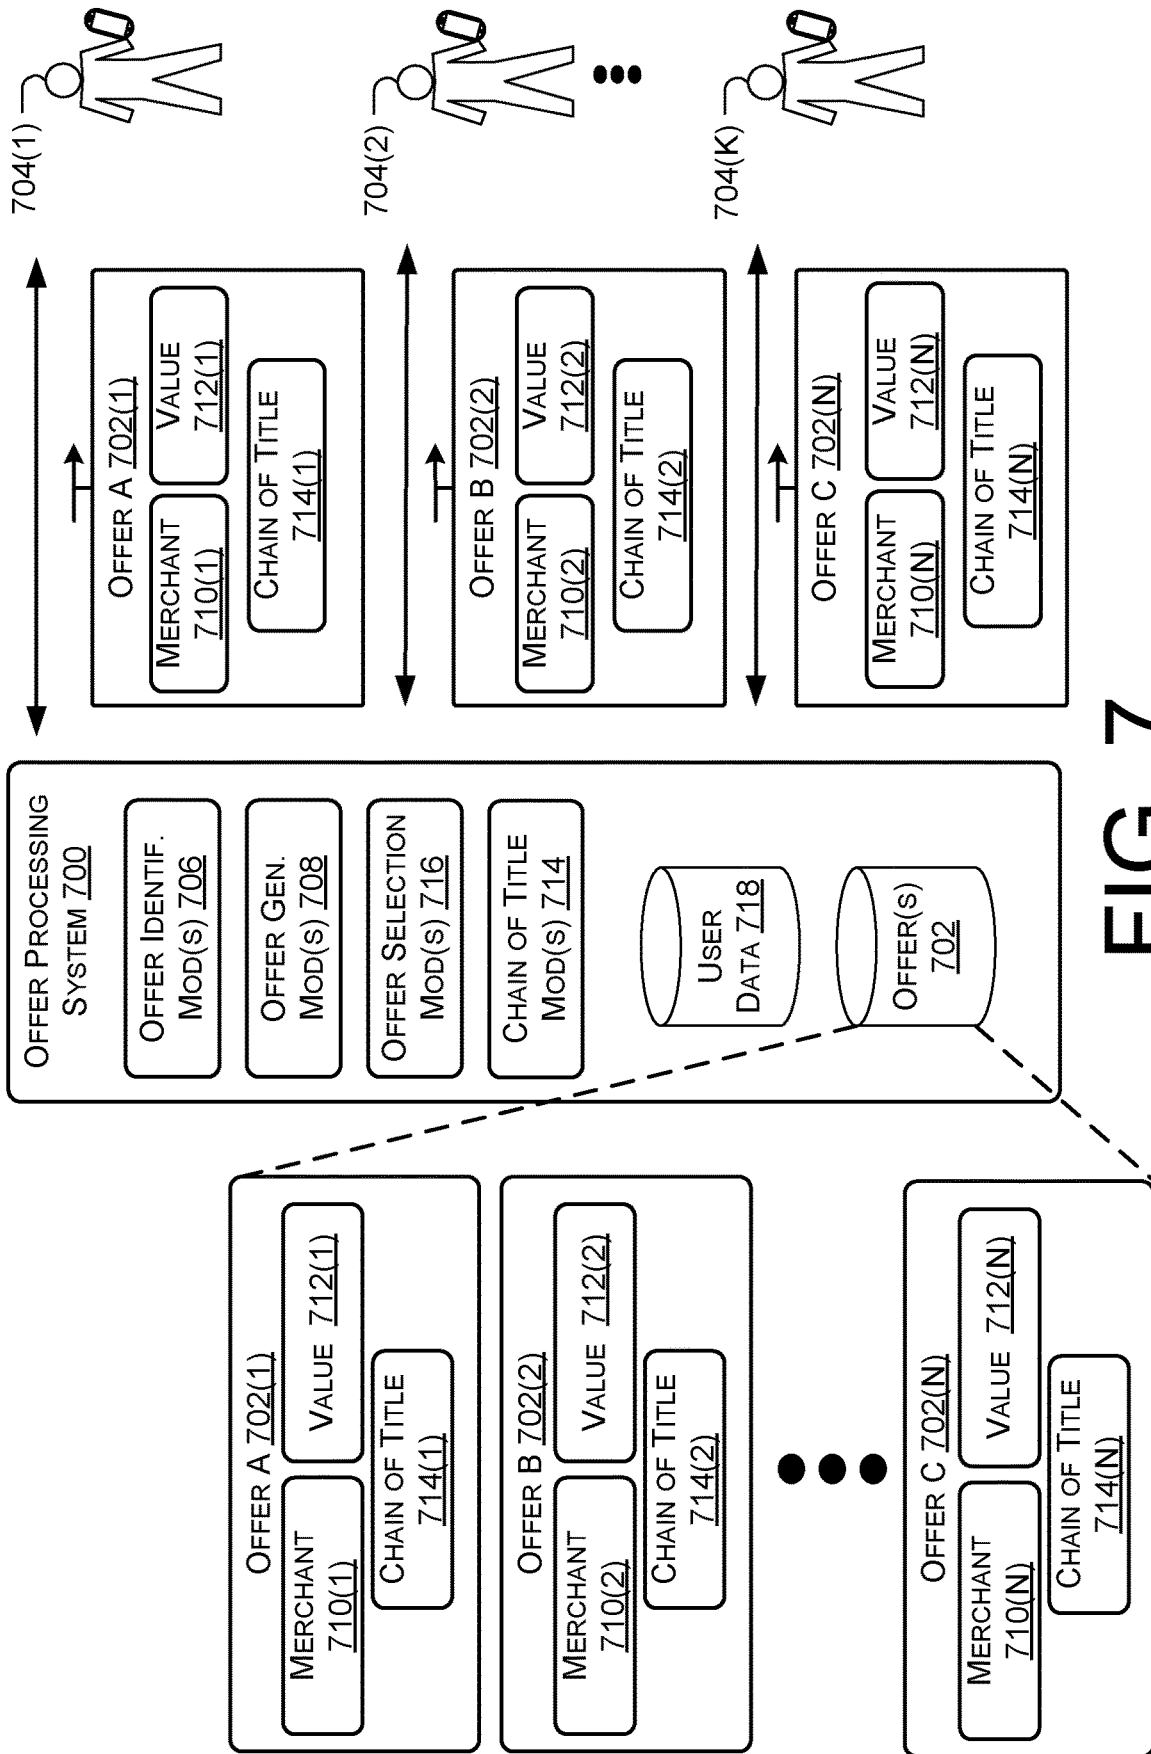 OFFER A 702(1)
MERCHANT
710(1)
VALUE 712(1)
CHAIN OF TITLE
714(1)
OFFER B 702(2)
MERCHANT
710(2)
VALUE 712(2)
CHAIN OF TITLE
714(2)
OFFER C 702(N)
MERCHANT
710(N)
VALUE 712(N)
CHAIN OF TITLE
714(N)
OFFER PROCESSING
SYSTEM 700
OFFER IDENTIF.
MOD(S) 706
OFFER GEN.
MOD(S) 708
OFFER SELECTION
MOD(S) 716
CHAIN OF TITLE
MOD(S) 714
USER
DATA 718
OFFER(S)
702
OFFER A 702(1)
MERCHANT
710(1)
VALUE
712(1)
CHAIN OF TITLE
714(1)
704(1)
OFFER B 702(2)
MERCHANT
710(2)
VALUE
712(2)
CHAIN OF TITLE
714(2)
704(2)
OFFER C 702(N)
MERCHANT
710(N)
VALUE
712(N)
CHAIN OF TITLE
714(N)
704(K)
FIG 7